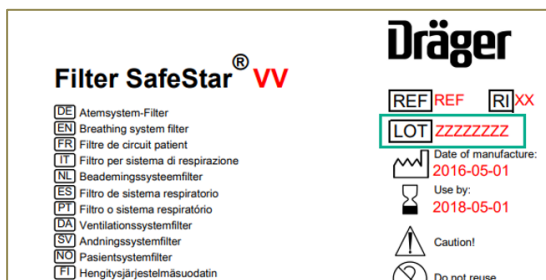 Dräger
Filter SafeStar® VV
REF REF RI XX
LOT ZZZZZZZZ
Date of manufacture:
2016-05-01
Use by:
2018-05-01
Caution!
Do not reuse
DE Atemsystem-Filter
EN Breathing system filter
FR Filtre de circuit patient
IT Filtro per sistema di respirazione
NL Beademingssysteemfilter
ES Filtro de sistema respiratorio
PT Filtro o sistema respiratório
DA Ventilationssystemfilter
SV Andningssystemfilter
NO Pasientsystemfilter
FI Hengitysjärjestelmäsuodatin